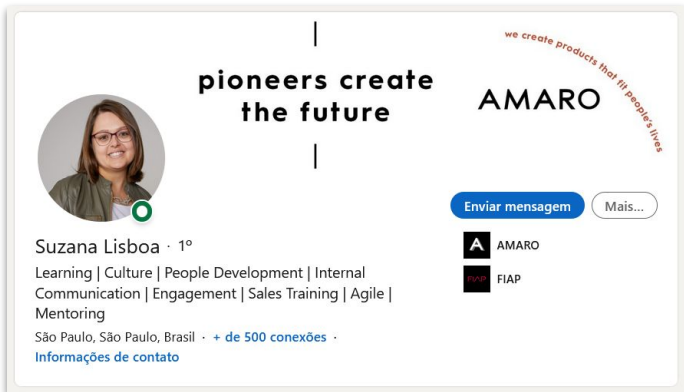 pioneers create
the future
we create products that fit people's lives
AMARO
Enviar mensagem
Mais...
Suzana Lisboa · 1º
AMARO
Learning | Culture | People Development | Internal
Communication | Engagement | Sales Training | Agile |
Mentoring
FIAP
São Paulo, São Paulo, Brasil · + de 500 conexões ·
Informações de contato